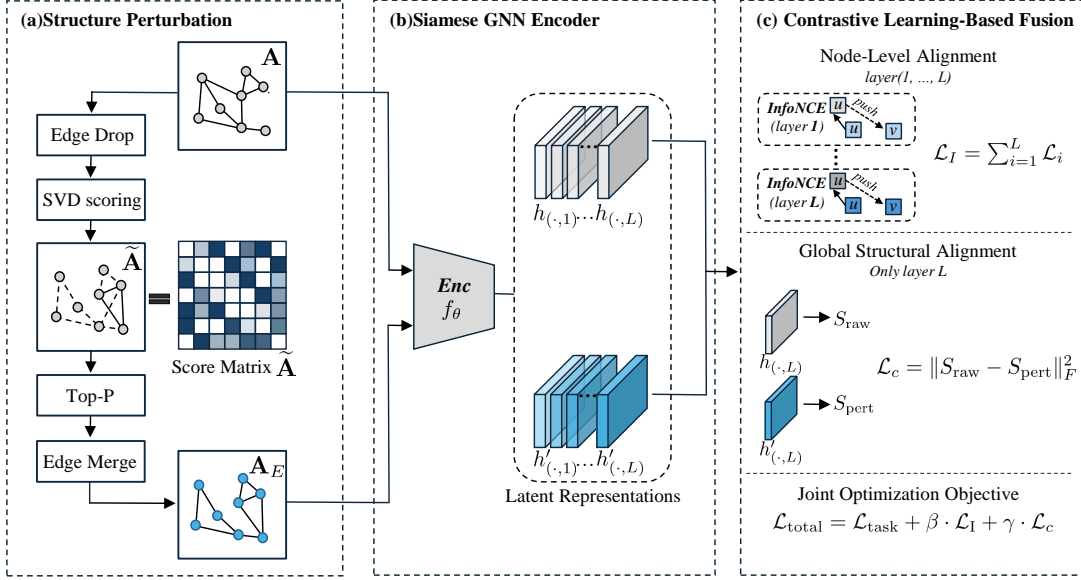 (a)Structure Perturbation
A
Edge Drop
SVD scoring
Ã
=
Score Matrix Ã
Top-P
Edge Merge
A_E
(b)Siamese GNN Encoder
Enc
f_θ
h_(·,1)...h_(·,L)
h′_(·,1)...h′_(·,L)
Latent Representations
(c) Contrastive Learning-Based Fusion
Node-Level Alignment
layer(1, ..., L)
InfoNCE
(layer 1)
u push
u v
L_I = ∑_{i=1}^{L} L_i
InfoNCE
(layer L)
u push
u v
Global Structural Alignment
Only layer L
S_raw
h_(·,L)
L_c = ‖S_raw − S_pert‖_F^2
S_pert
h′_(·,L)
Joint Optimization Objective
L_total = L_task + β · L_I + γ · L_c